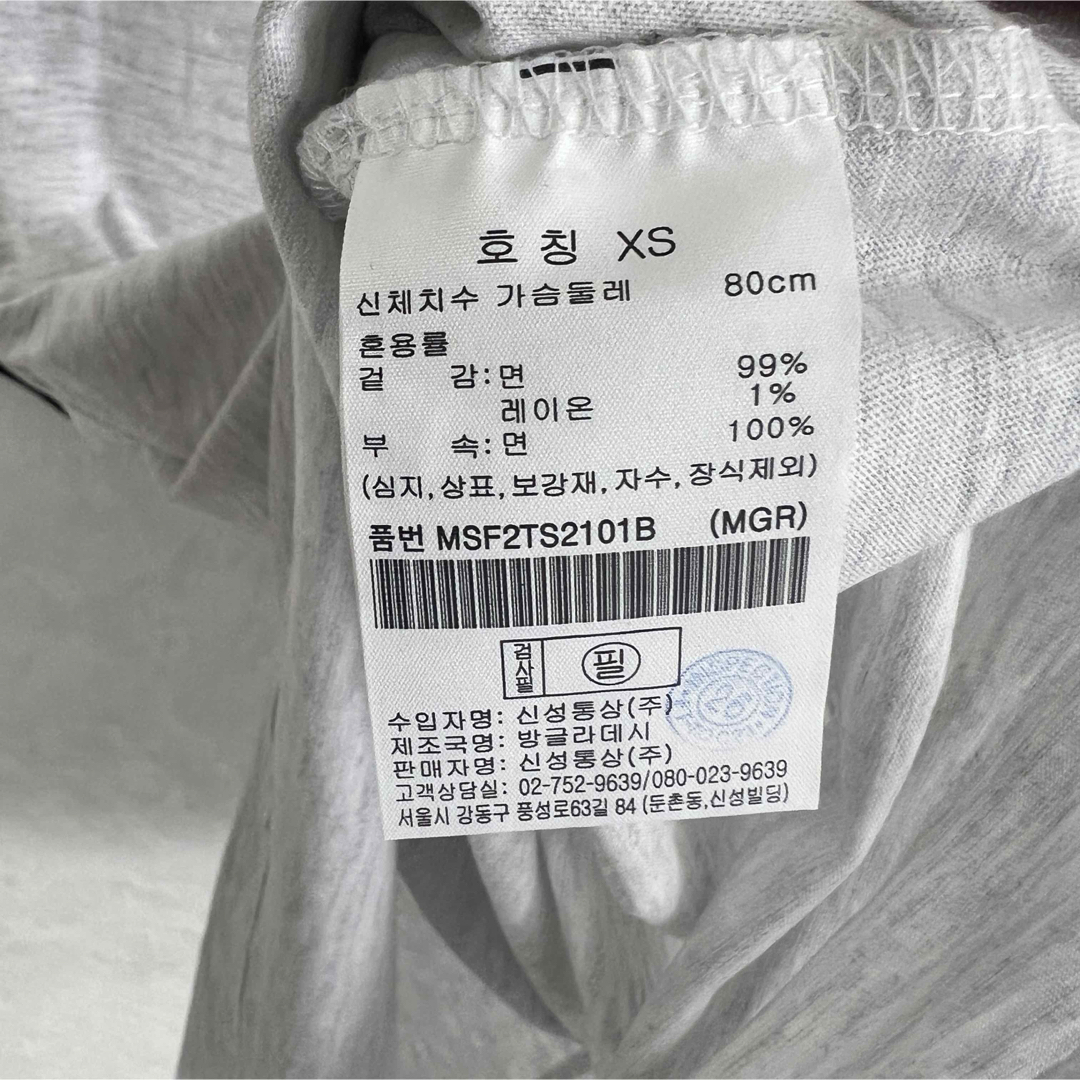 호 칭 XS
신체치수 가슴둘레 80cm
혼용률
겉 감:면 99%
레이온 1%
부 속:면 100%
(심지,상표,보강재,자수,장식제외)
품번 MSF2TS2101B (MGR)
검사필 필
수입자명: 신성통상(주)
제조국명: 방글라데시
판매자명: 신성통상(주)
고객상담실: 02-752-9639/080-023-9639
서울시 강동구 풍성로63길 84 (둔촌동,신성빌딩)